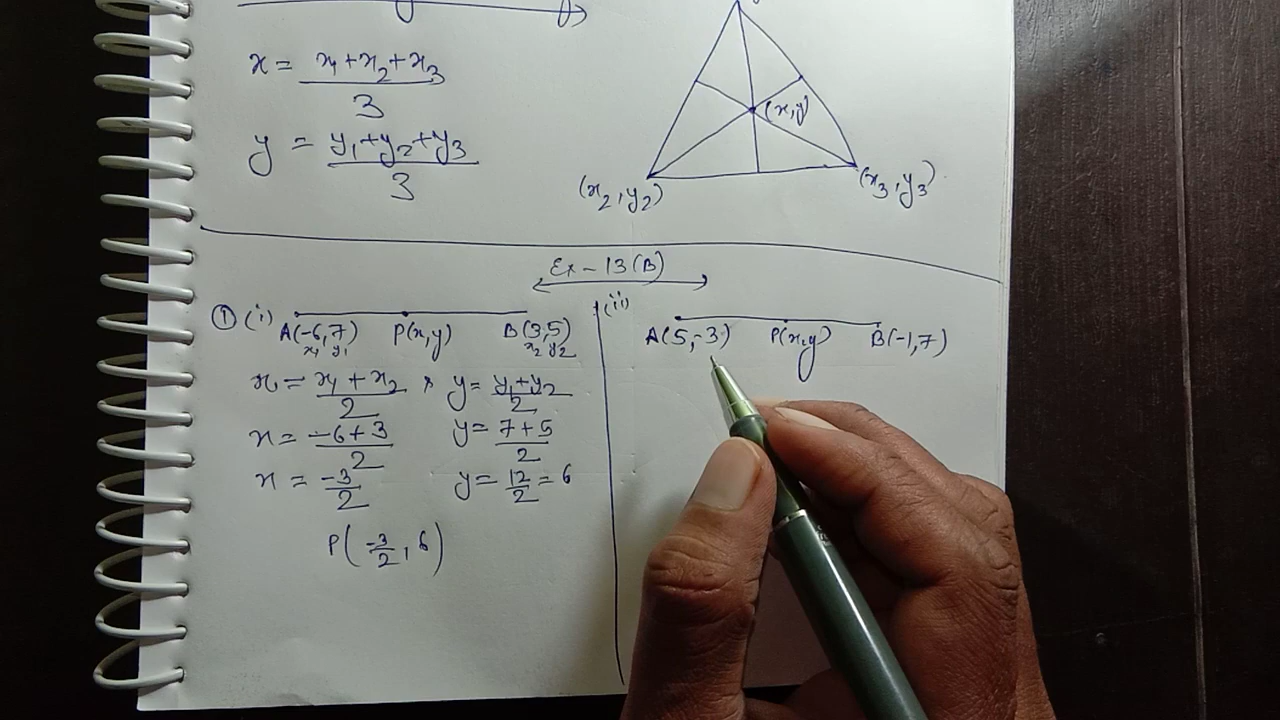 x = x₁ + x₂ + x₃ / 3
y = y₁ + y₂ + y₃ / 3
(x,y)
(x₂, y₂)
(x₃, y₃)
Ex - 13(B)
① (i)
A(-6,7) P(x,y) B(3,5)
x₁ y₁ x₂ y₂
x = x₁ + x₂ / 2, y = y₁ + y₂ / 2
x = -6+3 / 2 y = 7+5 / 2
x = -3/2 y = 12/2 = 6
P(-3/2, 6)
(ii)
A(5,-3) P(x,y) B(-1,7)